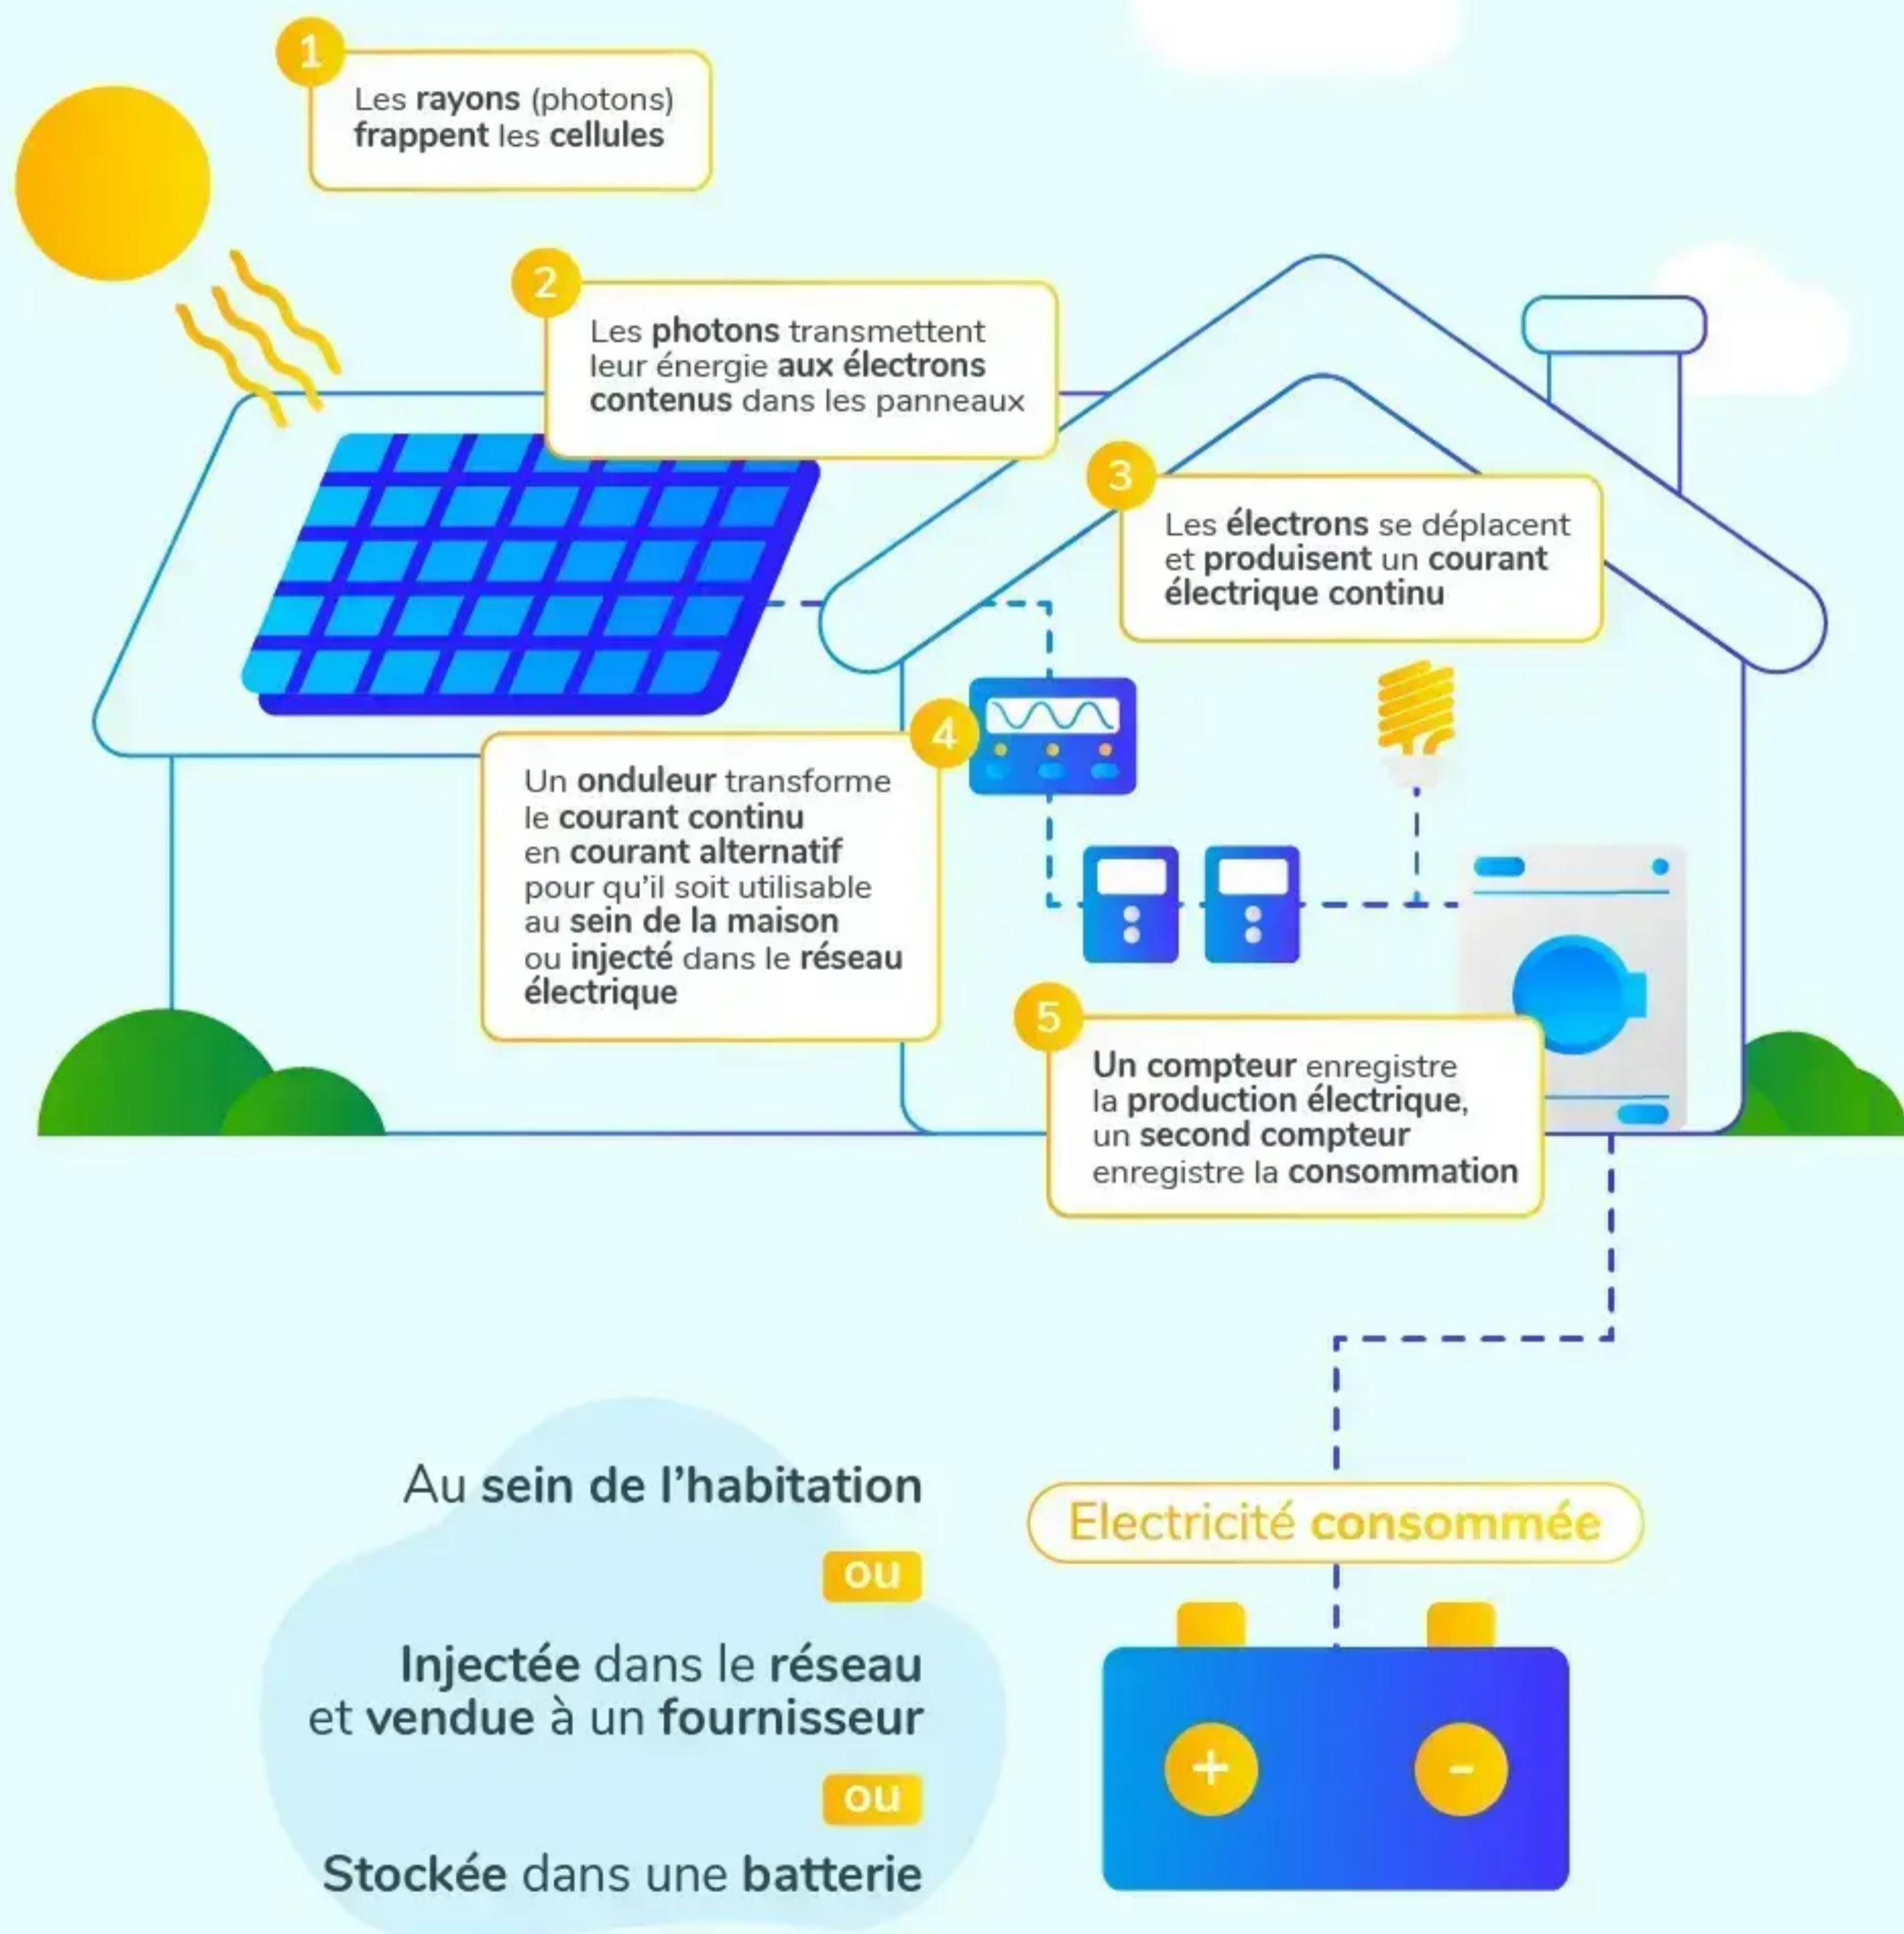 1
Les rayons (photons)
frappent les cellules
2
Les photons transmettent
leur énergie aux électrons
contenus dans les panneaux
3
Les électrons se déplacent
et produisent un courant
électrique continu
4
Un onduleur transforme
le courant continu
en courant alternatif
pour qu'il soit utilisable
au sein de la maison
ou injecté dans le réseau
électrique
5
Un compteur enregistre
la production électrique,
un second compteur
enregistre la consommation
Electricité consommée
Au sein de l'habitation
ou
Injectée dans le réseau
et vendue à un fournisseur
ou
Stockée dans une batterie
+ -